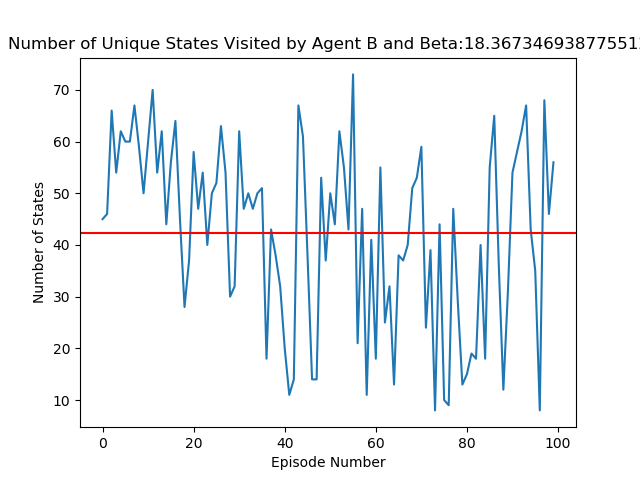 Number of Unique States Visited by Agent B and Beta:18.367346938775512
Number of States
70
60
50
40
30
20
10
0 20 40 60 80 100
Episode Number